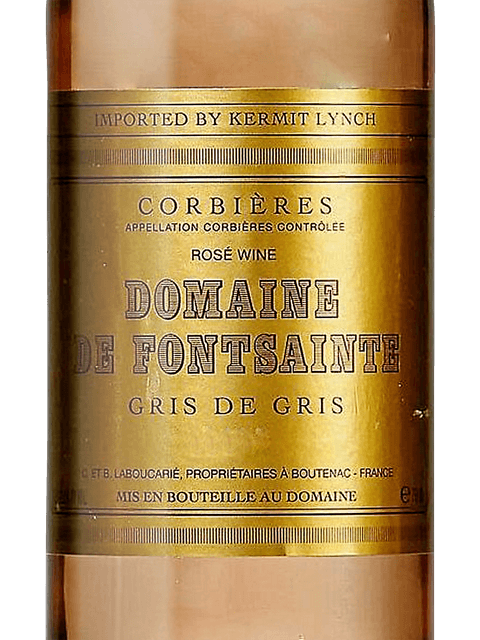 IMPORTED BY KERMIT LYNCH
CORBIÈRES
APPELLATION CORBIÈRES CONTRÔLÉE
ROSÉ WINE
DOMAINE
DE FONTSAINTE
GRIS DE GRIS
ET B. LABOUCARIÉ, PROPRIÉTAIRES À BOUTENAC - FRANCE
MIS EN BOUTEILLE AU DOMAINE
e